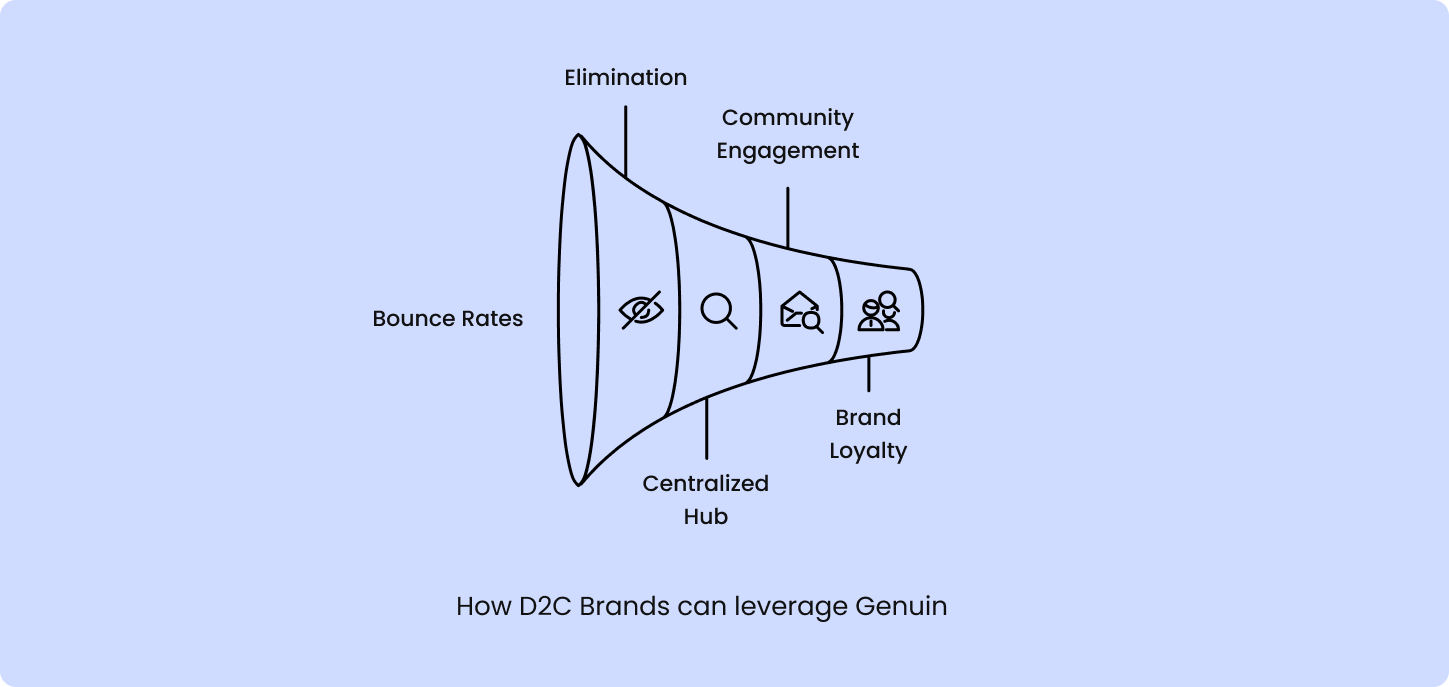 Elimination
Community
Engagement
Bounce Rates
Brand
Loyalty
Centralized
Hub
How D2C Brands can leverage Genuin